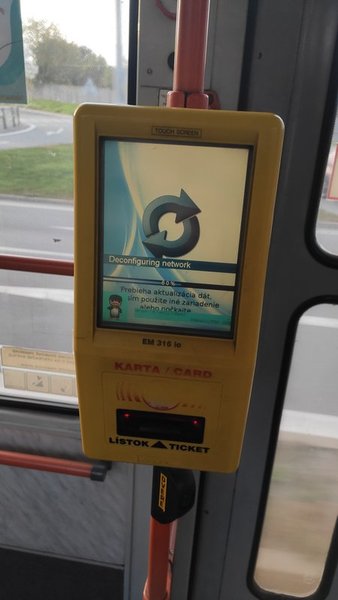 TOUCH SCREEN
Deconfiguring network
60%
Prebieha aktualizácia dát,
sím použite iné zariadenie
alebo počkajte
EM 316 io
KARTA / CARD
LÍSTOK TICKET